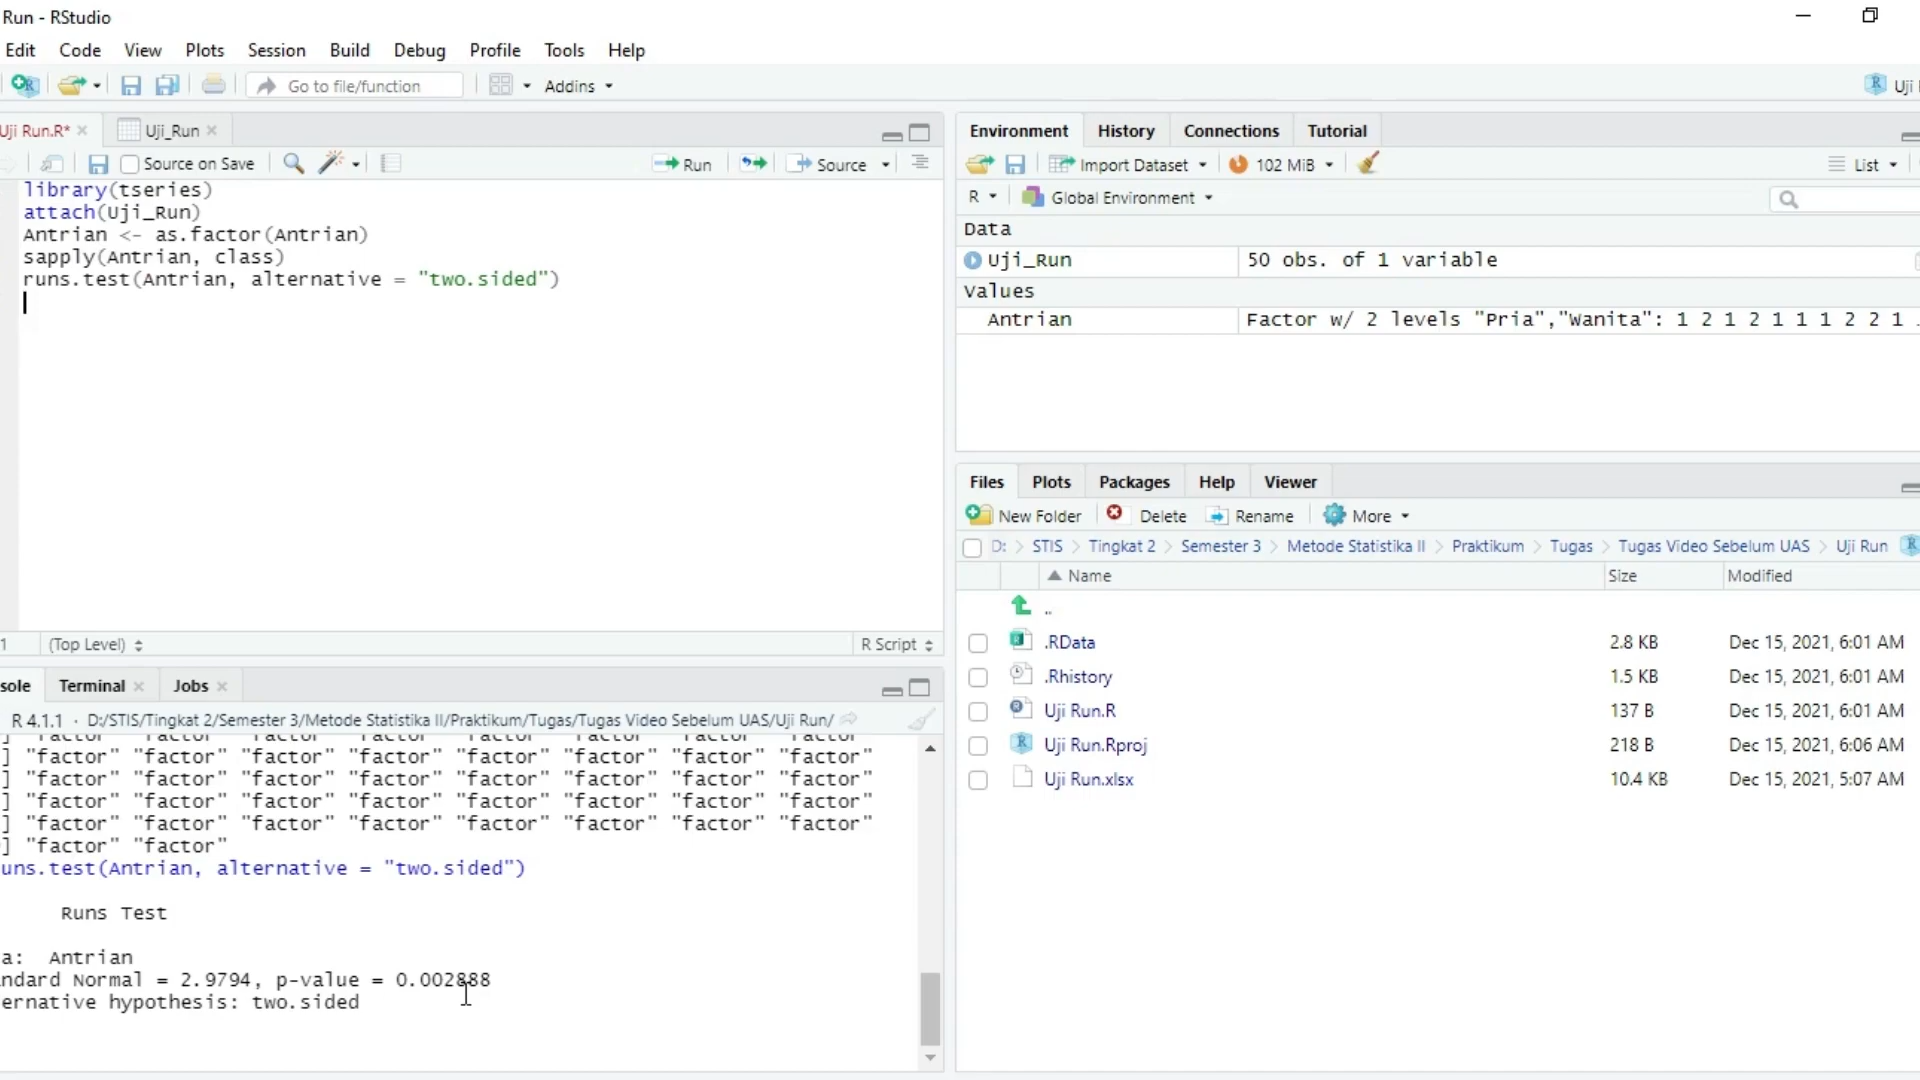 Run - RStudio
Edit Code View Plots Session Build Debug Profile Tools Help
Go to file/function Addins Uji
Uji Run.R* Uji_Run
Source on Save Run Source
library(tseries)
attach(Uji_Run)
Antrian <- as.factor(Antrian)
sapply(Antrian, class)
runs.test(Antrian, alternative = "two.sided")
1 (Top Level) R Script
sole Terminal Jobs
R 4.1.1 · D:/STIS/Tingkat 2/Semester 3/Metode Statistika II/Praktikum/Tugas/Tugas Video Sebelum UAS/Uji Run/
] "factor" "factor" "factor" "factor" "factor" "factor" "factor" "factor"
] "factor" "factor" "factor" "factor" "factor" "factor" "factor" "factor"
] "factor" "factor" "factor" "factor" "factor" "factor" "factor" "factor"
] "factor" "factor" "factor" "factor" "factor" "factor" "factor" "factor"
] "factor" "factor" "factor" "factor" "factor" "factor" "factor" "factor"
] "factor" "factor"
uns.test(Antrian, alternative = "two.sided")
Runs Test
a: Antrian
ndard Normal = 2.9794, p-value = 0.002888
ernative hypothesis: two.sided
Environment History Connections Tutorial
Import Dataset 102 MiB List
R Global Environment
Data
Uji_Run 50 obs. of 1 variable
Values
Antrian Factor w/ 2 levels "Pria","Wanita": 1 2 1 2 1 1 1 2 2 1
Files Plots Packages Help Viewer
New Folder Delete Rename More
D: > STIS > Tingkat 2 > Semester 3 > Metode Statistika II > Praktikum > Tugas > Tugas Video Sebelum UAS > Uji Run
Name Size Modified
..
.RData 2.8 KB Dec 15, 2021, 6:01 AM
.Rhistory 1.5 KB Dec 15, 2021, 6:01 AM
Uji Run.R 137 B Dec 15, 2021, 6:01 AM
Uji Run.Rproj 218 B Dec 15, 2021, 6:06 AM
Uji Run.xlsx 10.4 KB Dec 15, 2021, 5:07 AM